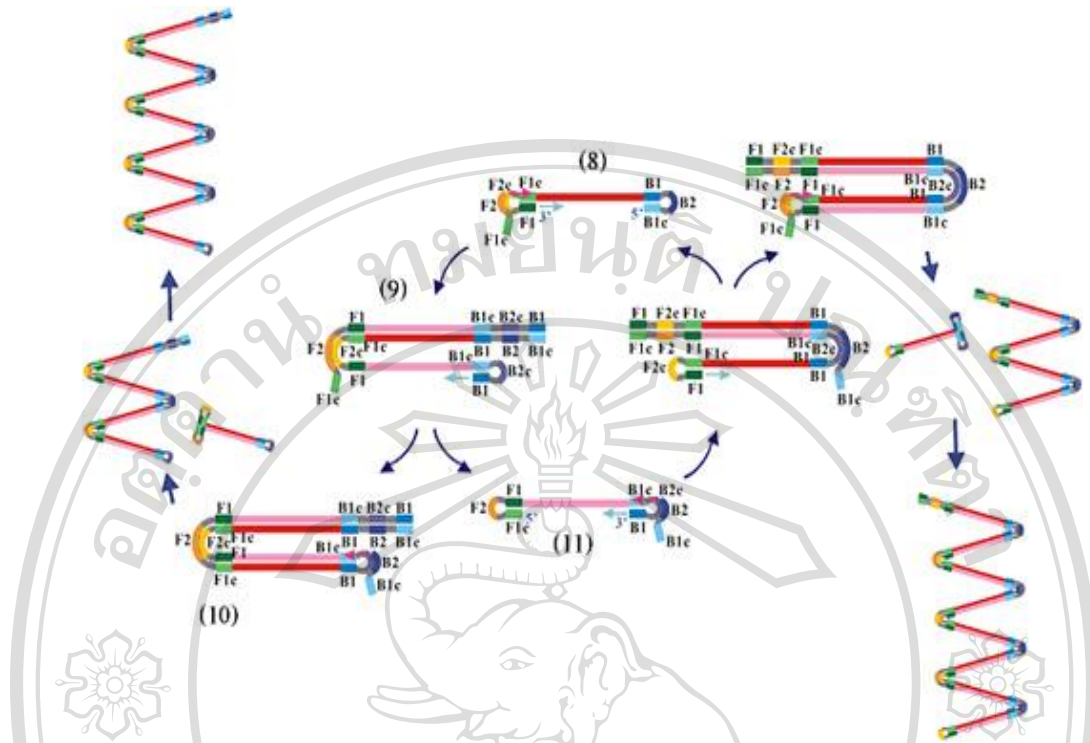 (8)
F2c F1c
F2
F1
F1c
3'
5'
B1
B2
B1c
F1 F2c F1c
F1c F2 F1
F1c
F1c
B1
B1c
B1 B2c
B2
B1c
(9)
F1
F2
F1c
F2c
F1
F1c
B1c B2c B1
B1 B2 B1c
B1c
B2c
B1
F1 F2c F1c
F1c F2 F1
F1c
F2c
F1
B1
B1c
B2c
B1
B2
B1c
(10)
F1
F2
F1c
F2c
F1
F1c
B1c B2c B1
B1 B2 B1c
B1c
B2
B1
B1c
(11)
F1
F2
F1c
5'
3'
B1c B2c
B1
B2
B1c